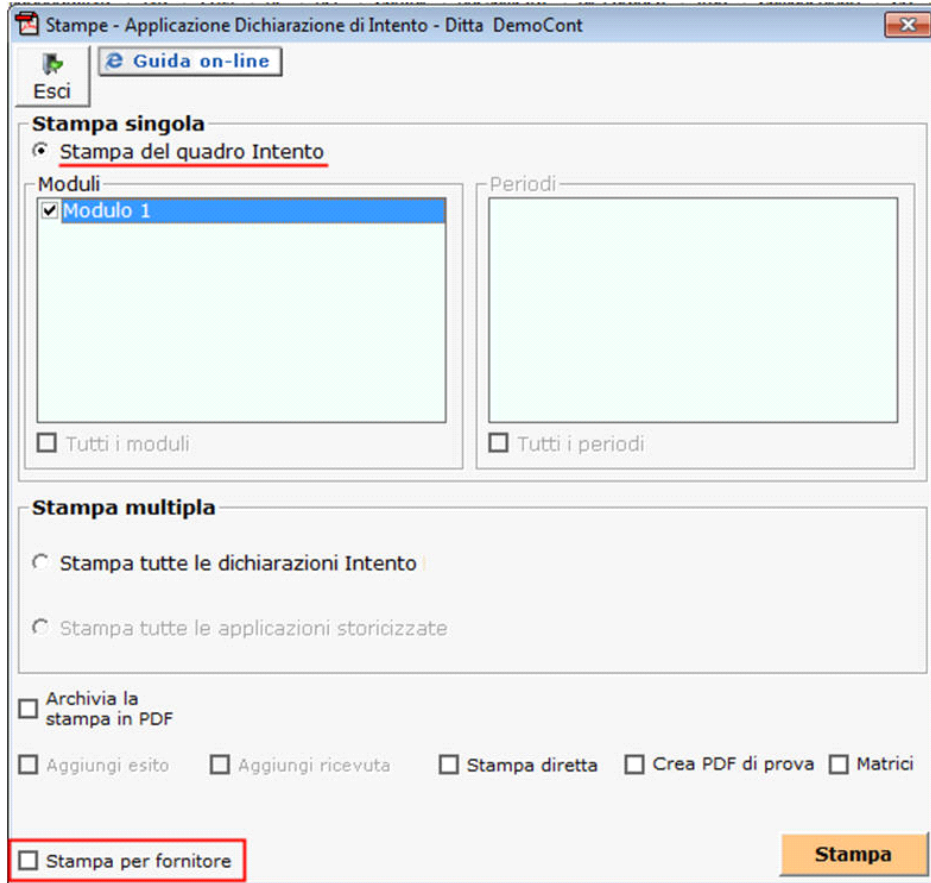 Stampe - Applicazione Dichiarazione di Intento - Ditta DemoCont
Guida on-line
Esci
Stampa singola
Stampa del quadro Intento
Moduli
Periodi
Modulo 1
Tutti i moduli
Tutti i periodi
Stampa multipla
Stampa tutte le dichiarazioni Intento
Stampa tutte le applicazioni storicizzate
Archivia la
stampa in PDF
Aggiungi esito Aggiungi ricevuta Stampa diretta Crea PDF di prova Matrici
Stampa per fornitore
Stampa